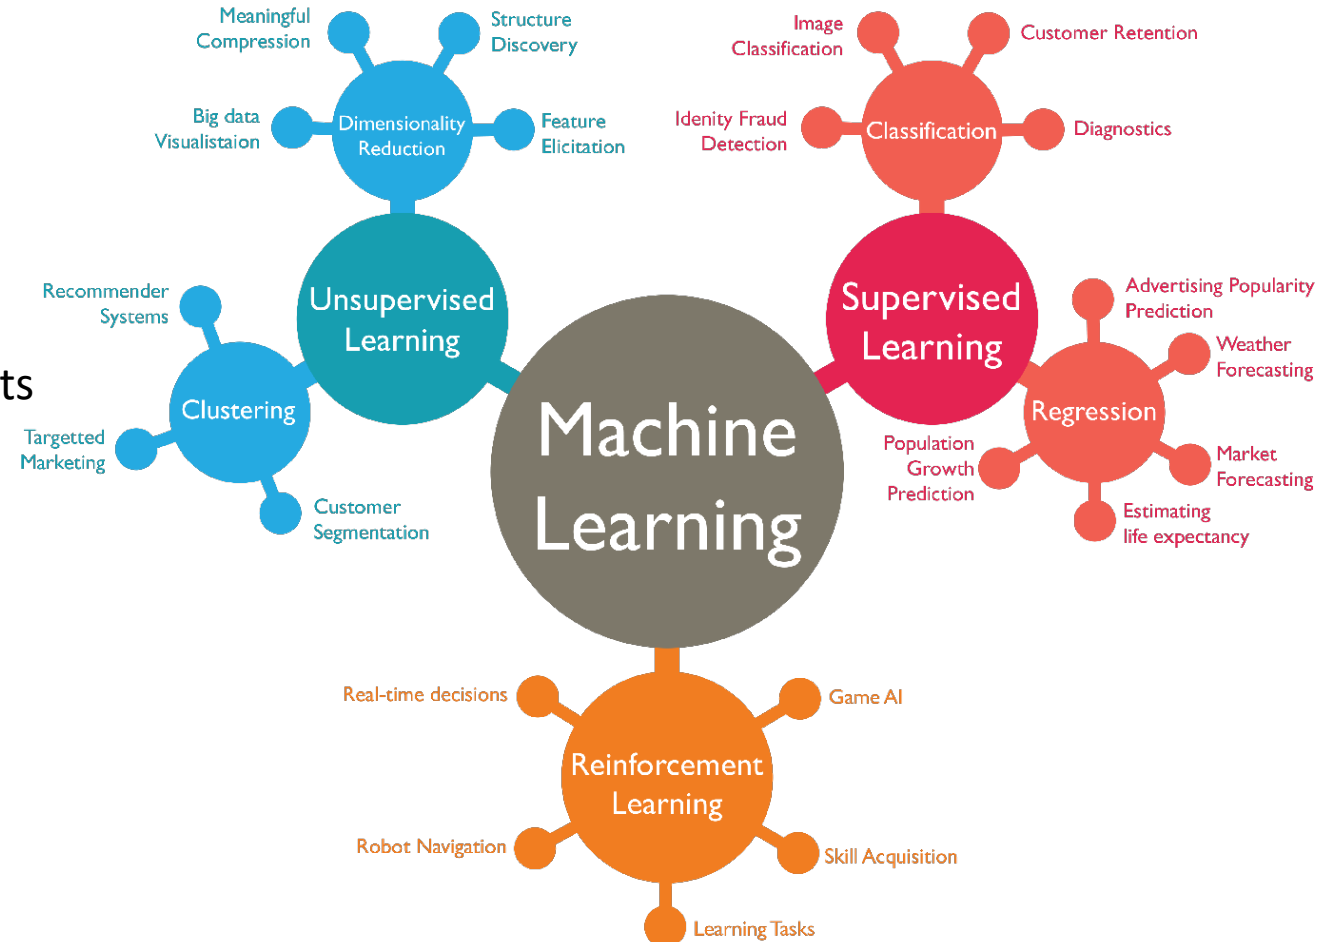 Meaningful
Compression
Structure
Discovery
Big data
Visualistaion
Dimensionality
Reduction
Feature
Elicitation
Image
Classification
Customer Retention
Idenity Fraud
Detection
Classification
Diagnostics
Unsupervised
Learning
Supervised
Learning
Recommender
Systems
Clustering
Targetted
Marketing
Customer
Segmentation
ts
Machine
Learning
Advertising Popularity
Prediction
Weather
Forecasting
Regression
Population
Growth
Prediction
Market
Forecasting
Estimating
life expectancy
Real-time decisions
Game AI
Reinforcement
Learning
Robot Navigation
Skill Acquisition
Learning Tasks